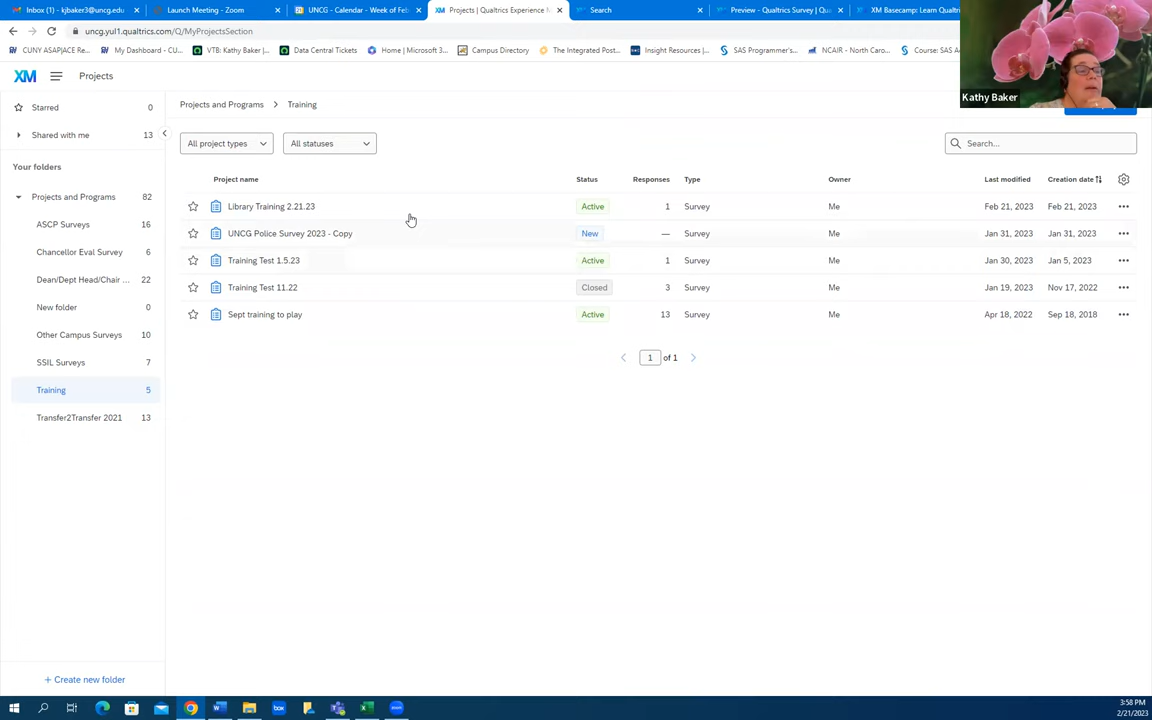 Inbox (1) - kjbaker3@uncg.edu
Launch Meeting - Zoom
UNCG - Calendar - Week of Feb
Projects | Qualtrics Experience M
Search
Preview - Qualtrics Survey | Qua
XM Basecamp: Learn Qualtri
uncg.yul1.qualtrics.com/Q/MyProjectsSection
CUNY ASAP|ACE Re...
My Dashboard - CU...
VTB: Kathy Baker |
Data Central Tickets
Home | Microsoft 3...
Campus Directory
The Integrated Post...
Insight Resources |...
SAS Programmer's...
NCAIR - North Caro...
Course: SAS A
XM
Projects
Kathy Baker
Starred 0
Shared with me 13
Your folders
Projects and Programs 82
ASCP Surveys 16
Chancellor Eval Survey 6
Dean/Dept Head/Chair ... 22
New folder 0
Other Campus Surveys 10
SSIL Surveys 7
Training 5
Transfer2Transfer 2021 13
+ Create new folder
Projects and Programs > Training
All project types
All statuses
Search...
Project name Status Responses Type Owner Last modified Creation date
Library Training 2.21.23 Active 1 Survey Me Feb 21, 2023 Feb 21, 2023
UNCG Police Survey 2023 - Copy New — Survey Me Jan 31, 2023 Jan 31, 2023
Training Test 1.5.23 Active 1 Survey Me Jan 30, 2023 Jan 5, 2023
Training Test 11.22 Closed 3 Survey Me Jan 19, 2023 Nov 17, 2022
Sept training to play Active 13 Survey Me Apr 18, 2022 Sep 18, 2018
1 of 1
3:58 PM
2/21/2023